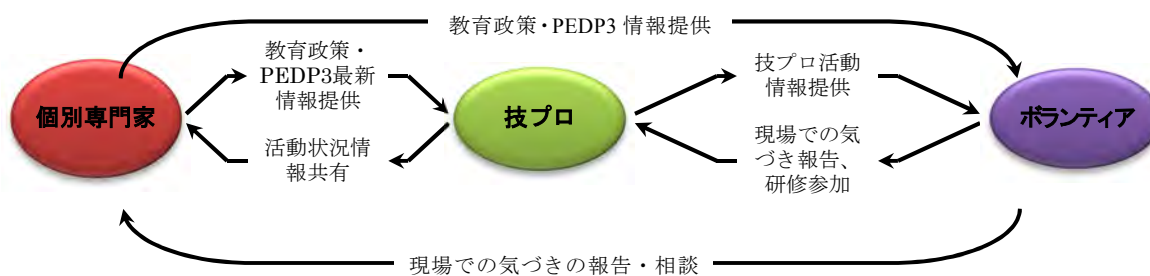 教育政策・PEDP3 情報提供
教育政策・
PEDP3最新
情報提供
技プロ活動
情報提供
個別専門家
技プロ
ボランティア
活動状況情
報共有
現場での気
づき報告、
研修参加
現場での気づきの報告・相談